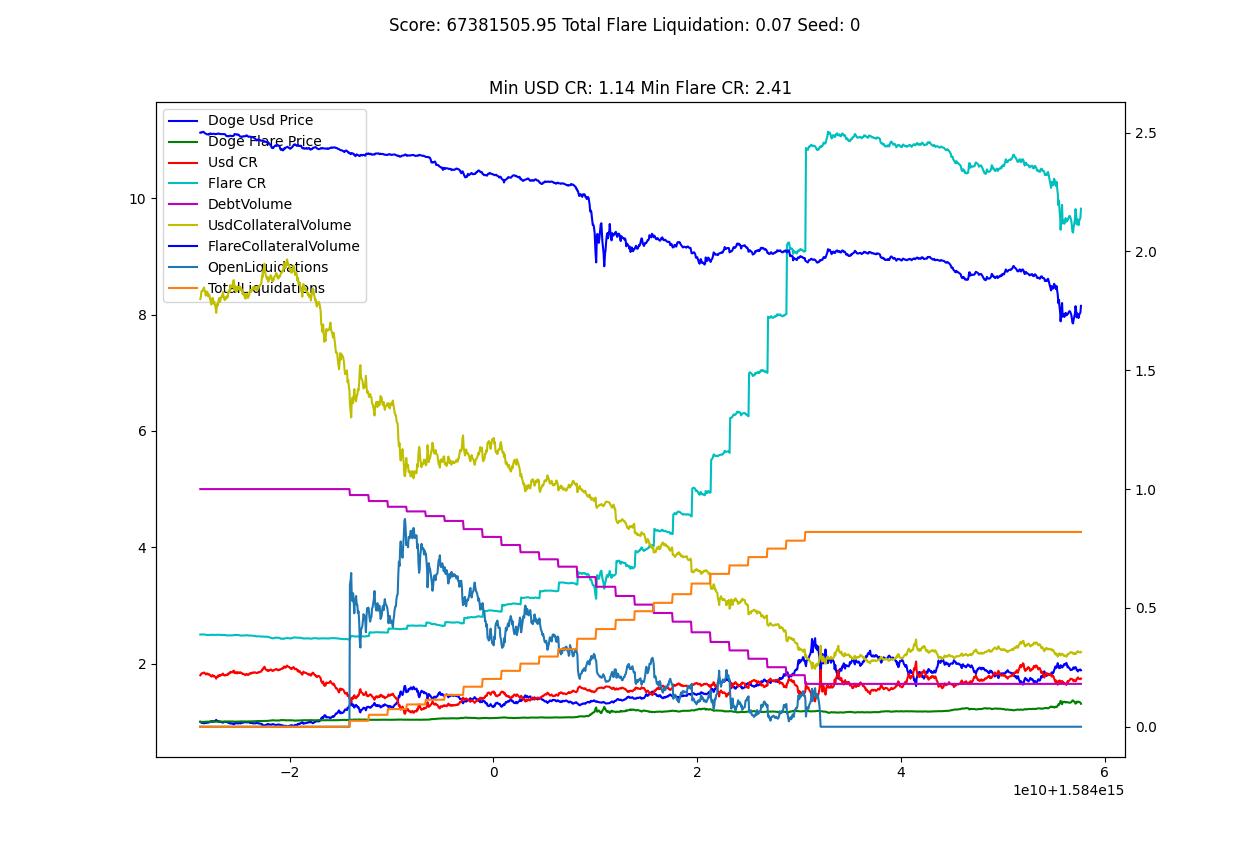 Score: 67381505.95 Total Flare Liquidation: 0.07 Seed: 0
Min USD CR: 1.14 Min Flare CR: 2.41
Doge Usd Price
Doge Flare Price
Usd CR
Flare CR
DebtVolume
UsdCollateralVolume
FlareCollateralVolume
OpenLiquidations
TotalLiquidations
10
8
6
4
2
2.5
2.0
1.5
1.0
0.5
0.0
−2
0
2
4
6
1e10+1.584e15